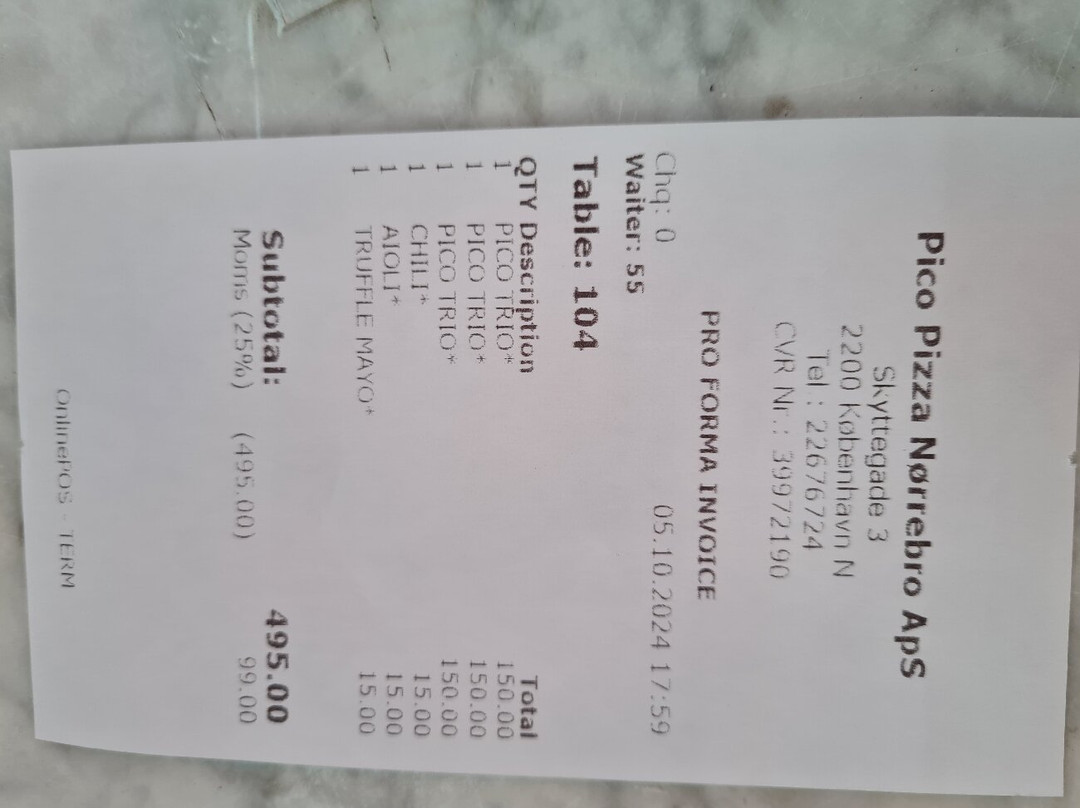 Pico Pizza Nørrebro ApS
Skyttegade 3
2200 København N
Tel : 22676724
CVR Nr.: 39972190
PRO FORMA INVOICE
Chq: 0 05.10.2024 17:59
Waiter: 55
Table: 104
QTY Description Total
1 PICO TRIO* 150.00
1 PICO TRIO* 150.00
1 PICO TRIO* 150.00
1 CHILI* 15.00
1 AIOLI* 15.00
1 TRUFFLE MAYO* 15.00
Subtotal: 495.00
Moms (25%) (495.00) 99.00
OnlinePOS - TERM